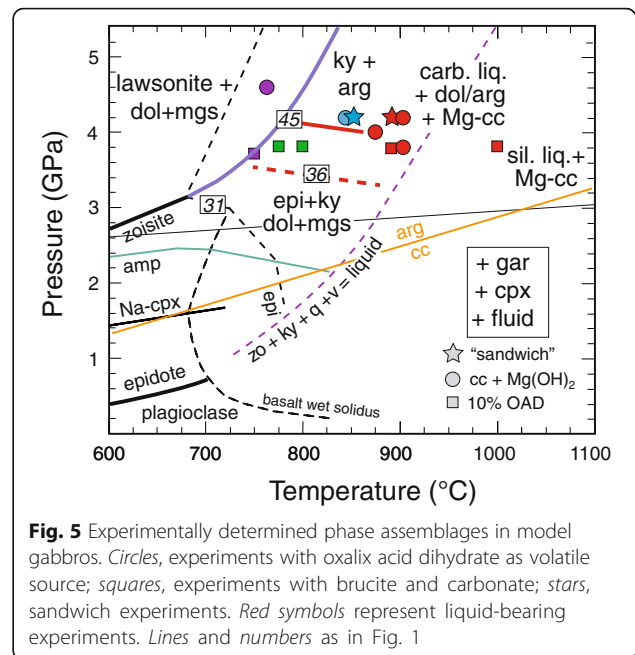 5
4
3
2
1
Pressure (GPa)
600
700
800
900
1000
1100
Temperature (°C)
lawsonite +
dol+mgs
ky +
arg
carb. liq.
+ dol/arg
+ Mg-cc
sil. liq.+
Mg-cc
45
36
31
epi+ky
dol+mgs
zoisite
amp
Na-cpx
epi
zo + ky + q +v = liquid
arg
cc
epidote
plagioclase
basalt wet solidus
+ gar
+ cpx
+ fluid
"sandwich"
cc + Mg(OH)2
10% OAD
Fig. 5 Experimentally determined phase assemblages in model
gabbros. Circles, experiments with oxalix acid dihydrate as volatile
source; squares, experiments with brucite and carbonate; stars,
sandwich experiments. Red symbols represent liquid-bearing
experiments. Lines and numbers as in Fig. 1